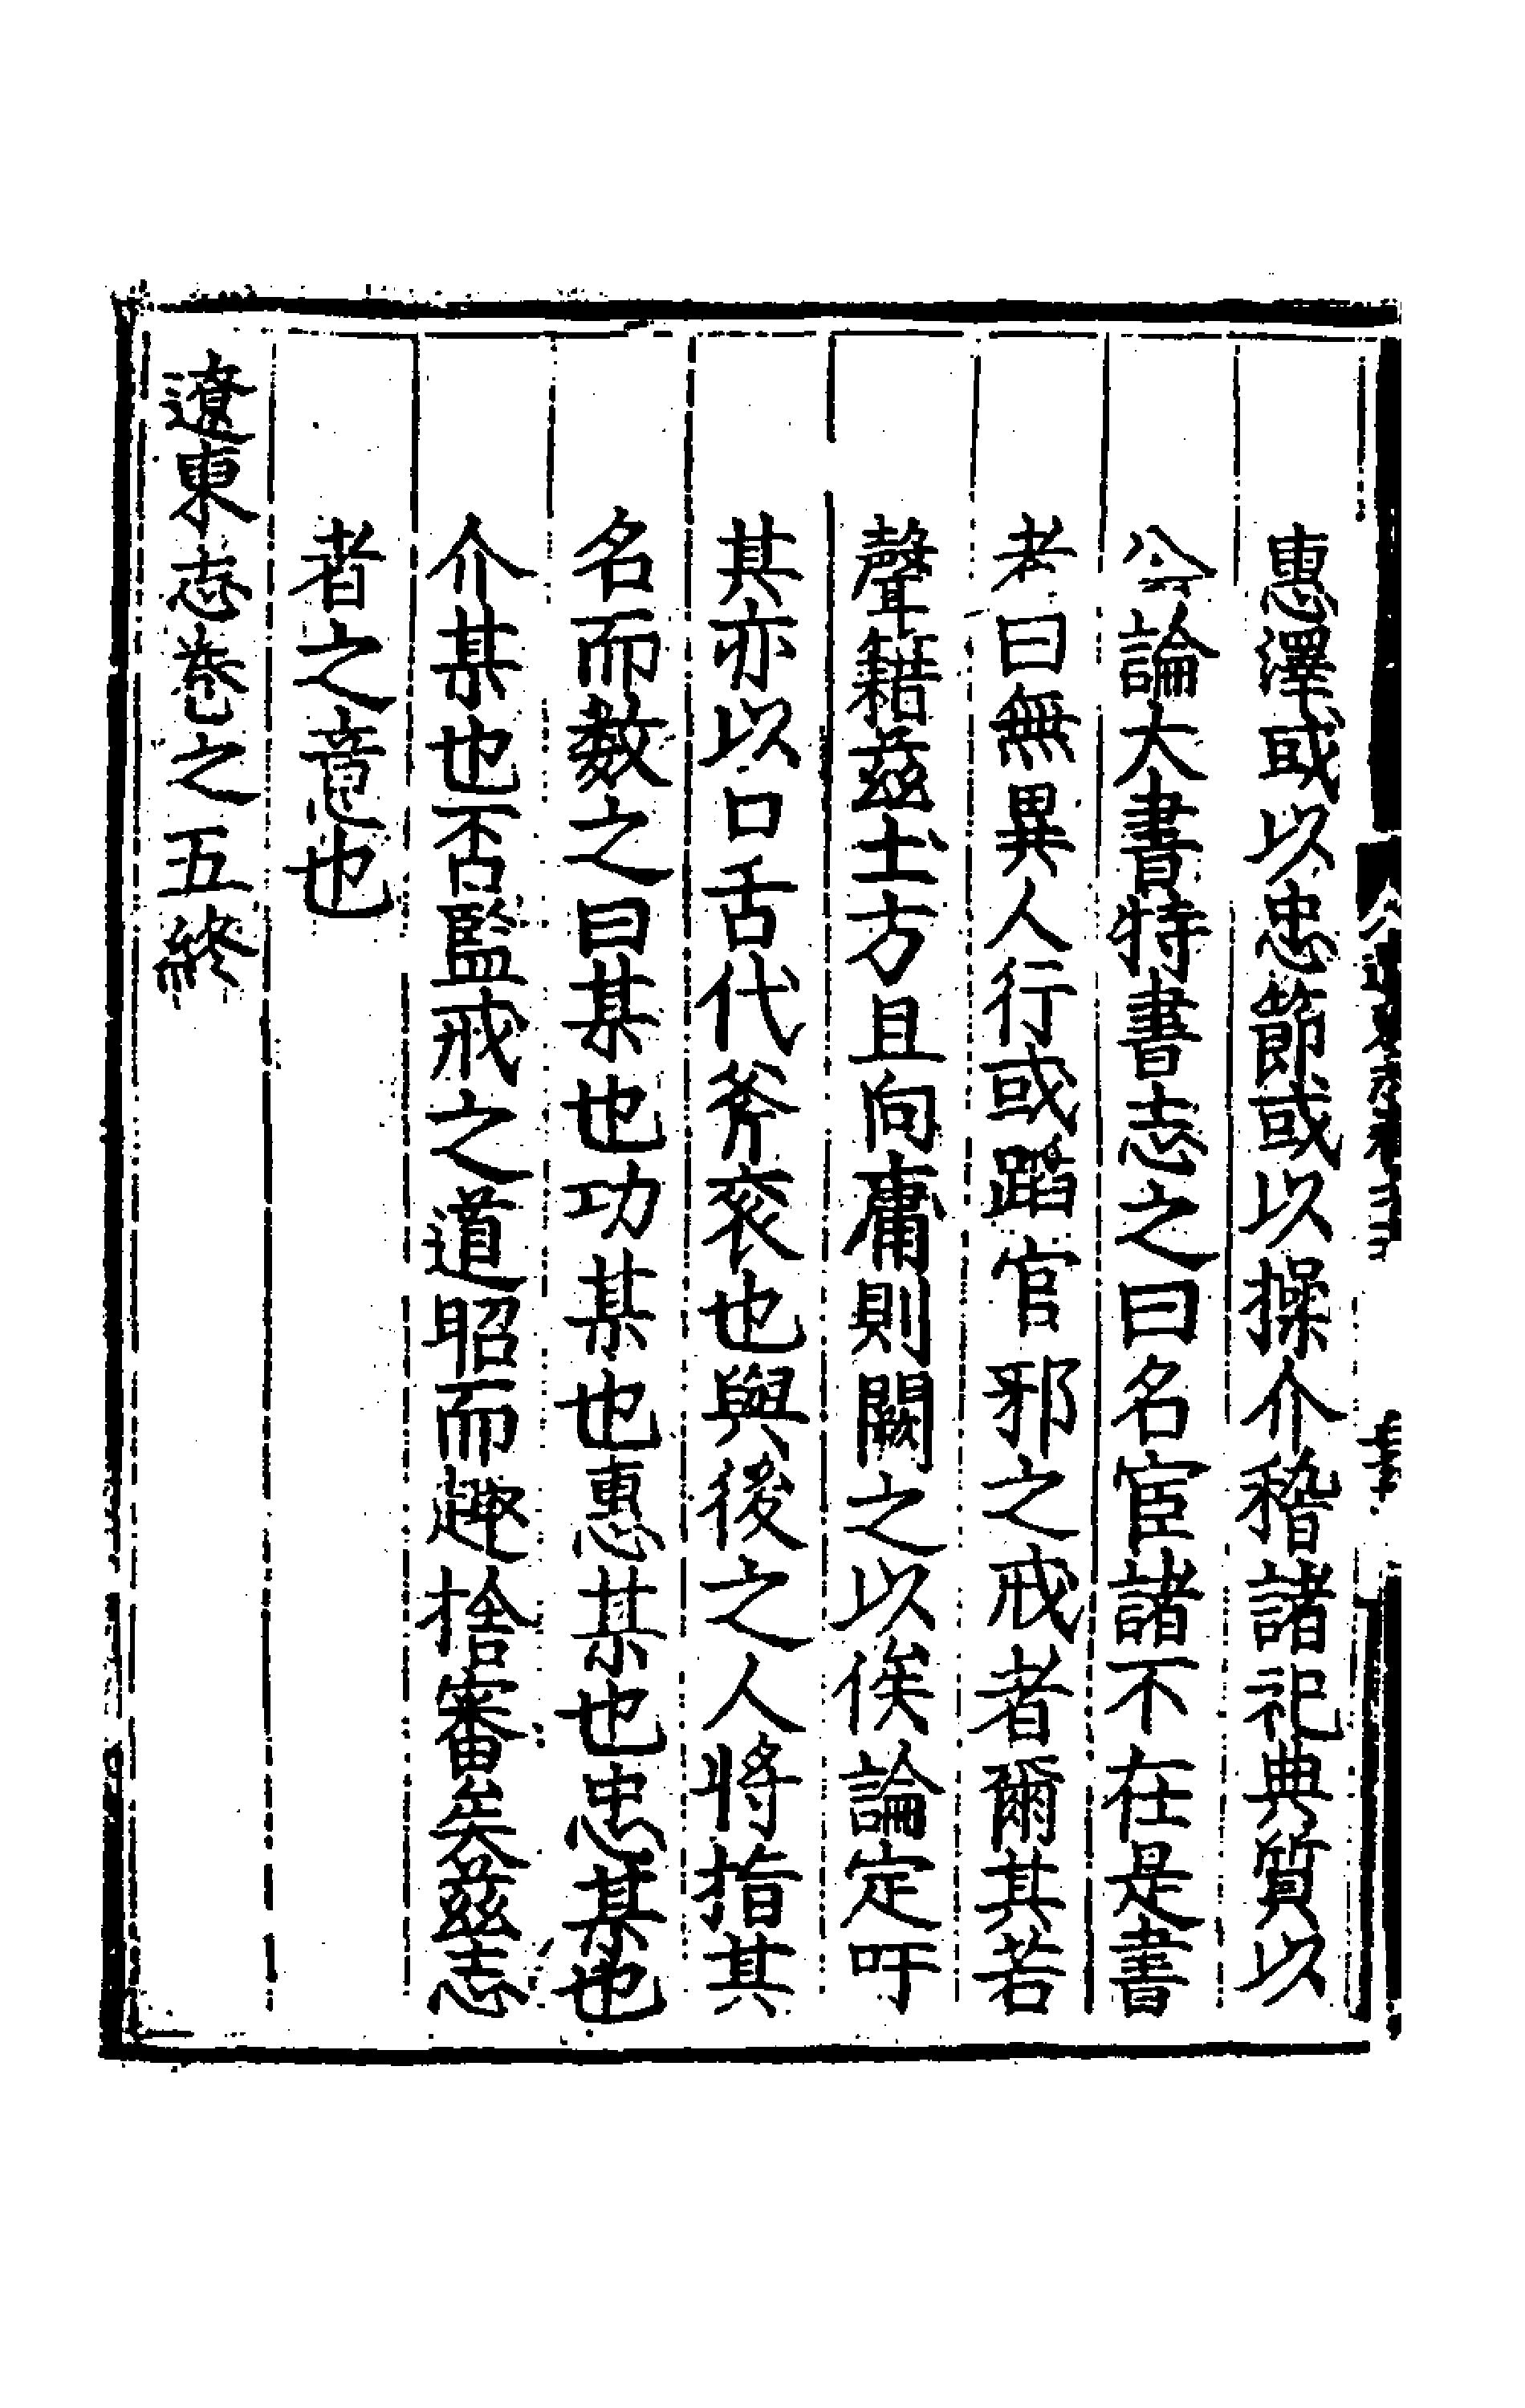 惠澤或以忠節或以操介稽諸祀典質以
公論大書特書志之曰名宦諸不在是書
者曰無異人行或蹈官邪之戒者爾其若
聲籍茲土方且向庸則闕之以俟論定吁
其亦以口舌代斧衮也與後之人將指其
名而數之曰某也功某也惠某也忠某也
介某也否監戒之道昭而趣捨審矣茲志
者之意也
遼東志卷之五終